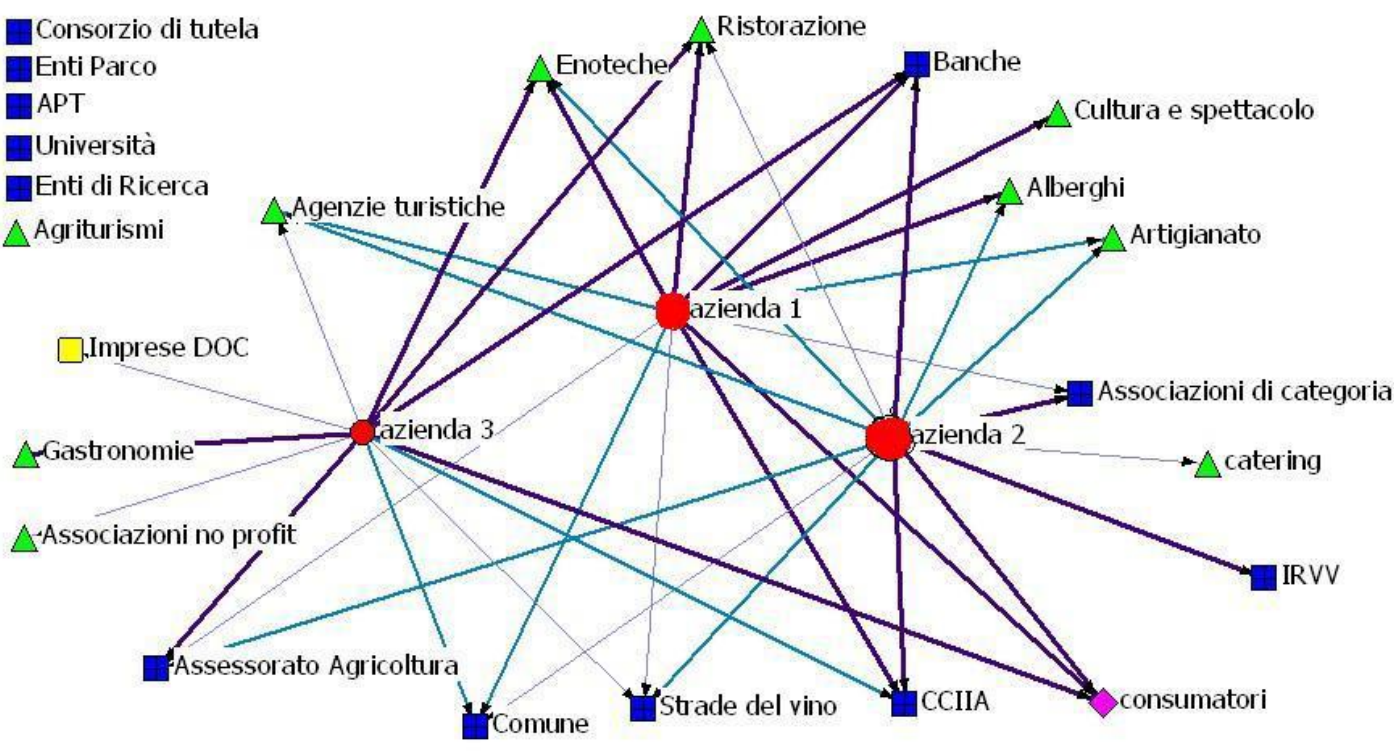 Consorzio di tutela
Enti Parco
APT
Università
Enti di Ricerca
Agriturismi
Ristorazione
Enoteche
Banche
Cultura e spettacolo
Alberghi
Agenzie turistiche
Artigianato
azienda 1
Imprese DOC
Associazioni di categoria
azienda 3
azienda 2
Gastronomie
catering
Associazioni no profit
IRVV
Assessorato Agricoltura
Comune
Strade del vino
CCIIA
consumatori